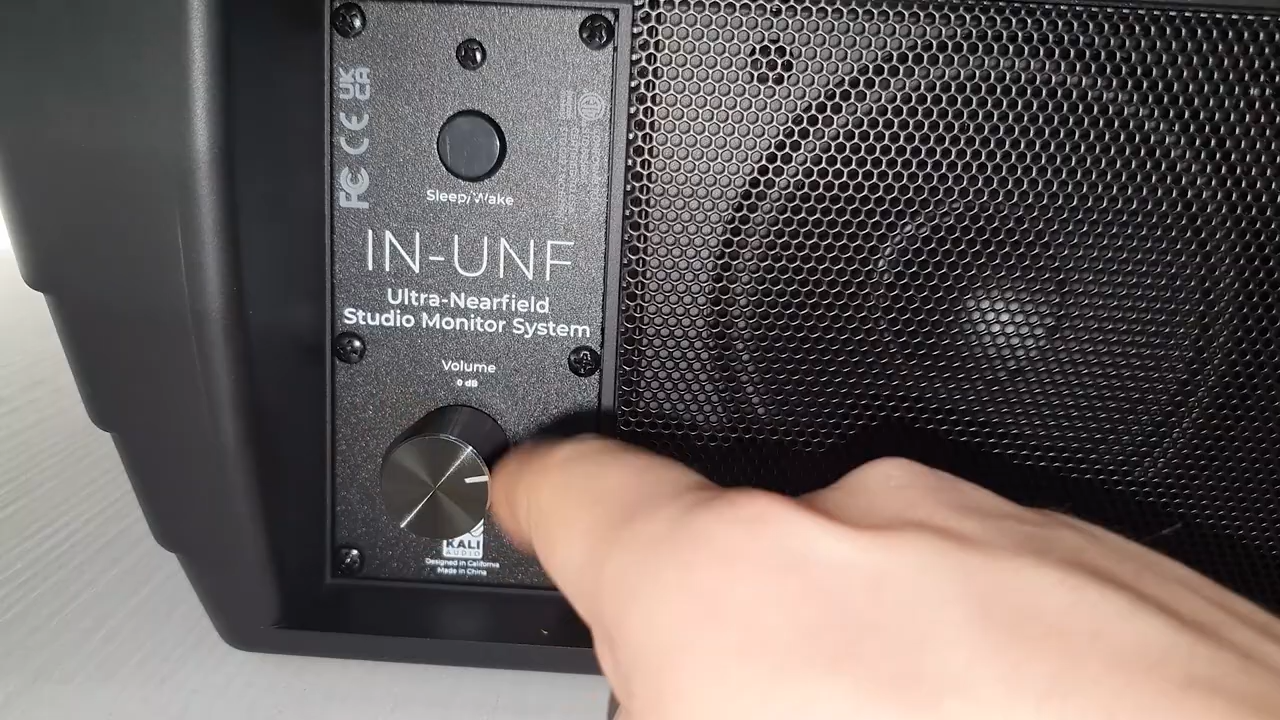 FC CE UK CA
Sleep/Wake
IN-UNF
Ultra-Nearfield
Studio Monitor System
Volume
0 dB
KALI
AUDIO
Designed in California
Made in China